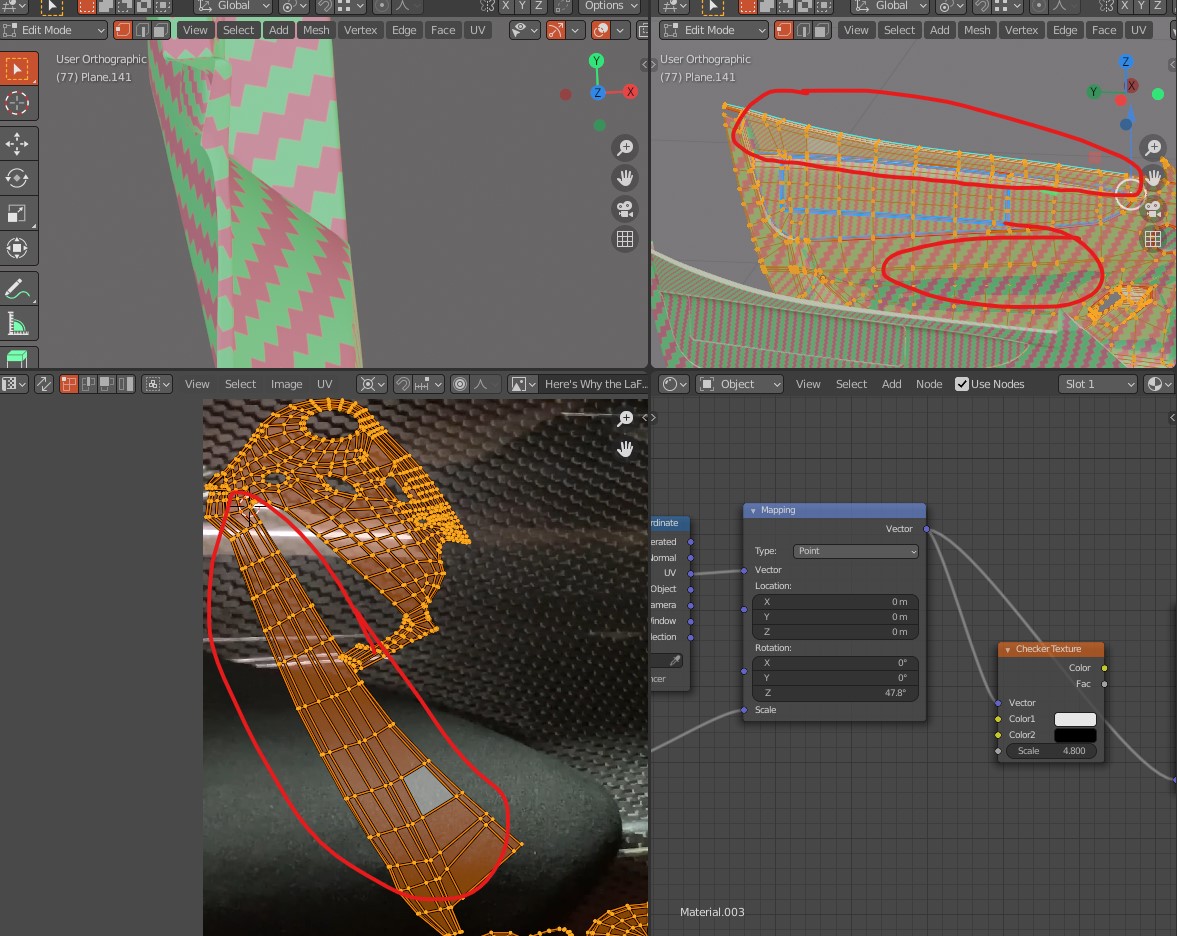 Global X Y Z Options
Edit Mode View Select Add Mesh Vertex Edge Face UV
User Orthographic
(77) Plane.141
Y
Z X
Global X Y Z
Edit Mode View Select Add Mesh Vertex Edge Face UV
User Orthographic
(77) Plane.141
Z
X
Y
View Select Image UV Here's Why the LaF...
Object View Select Add Node Use Nodes Slot 1
rdinate
erated
Normal
UV
Object
amera
indow
lection
ncer
Mapping
Vector
Type: Point
Vector
Location:
X 0 m
Y 0 m
Z 0 m
Rotation:
X 0°
Y 0°
Z 47.8°
Scale
Checker Texture
Color
Fac
Vector
Color1
Color2
Scale 4.800
Material.003